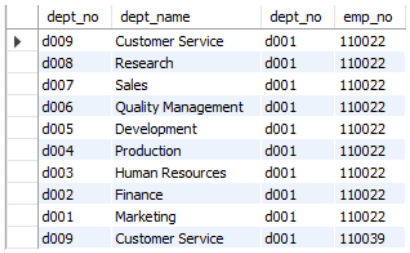 dept_no dept_name dept_no emp_no
d009 Customer Service d001 110022
d008 Research d001 110022
d007 Sales d001 110022
d006 Quality Management d001 110022
d005 Development d001 110022
d004 Production d001 110022
d003 Human Resources d001 110022
d002 Finance d001 110022
d001 Marketing d001 110022
d009 Customer Service d001 110039